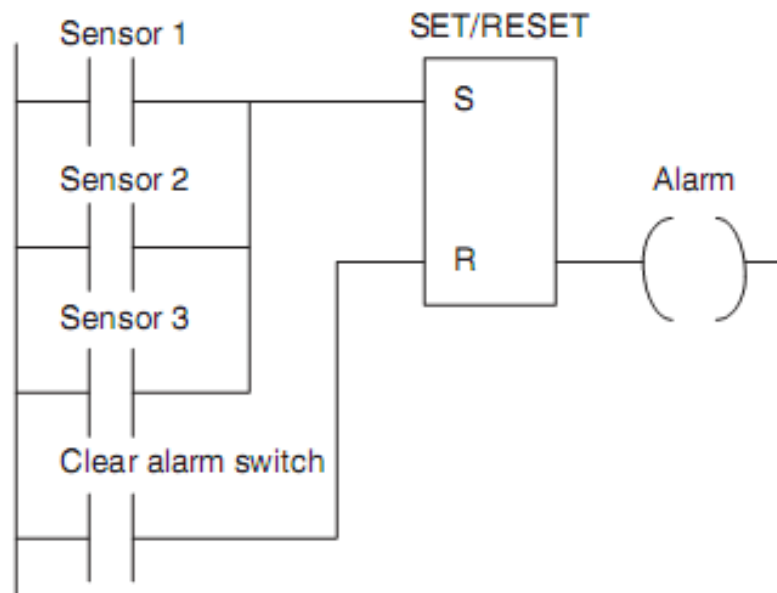 Sensor 1
SET/RESET
S
Sensor 2
Alarm
R
Sensor 3
Clear alarm switch